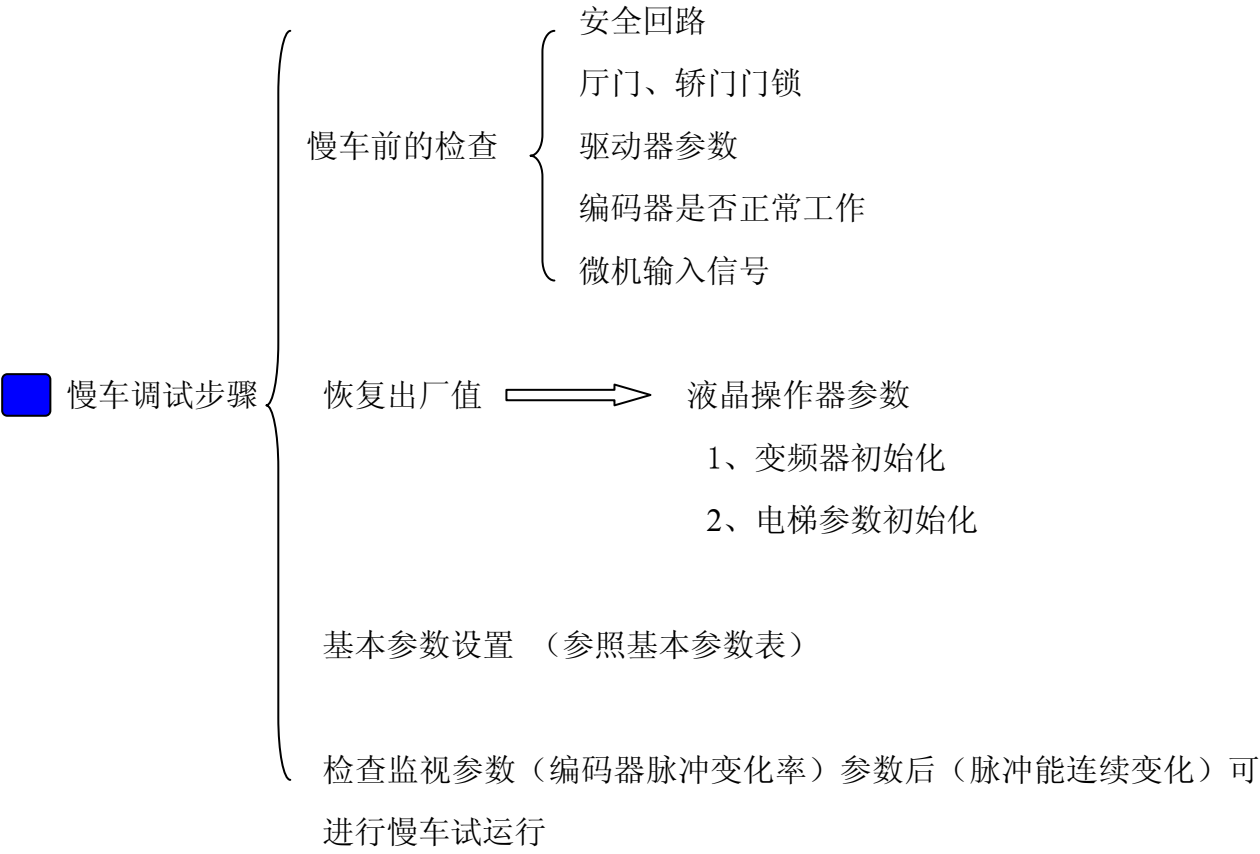 安全回路
厅门、轿门门锁
慢车前的检查
驱动器参数
编码器是否正常工作
微机输入信号
慢车调试步骤
恢复出厂值
液晶操作器参数
1、变频器初始化
2、电梯参数初始化
基本参数设置 （参照基本参数表）
检查监视参数（编码器脉冲变化率）参数后（脉冲能连续变化）可
进行慢车试运行